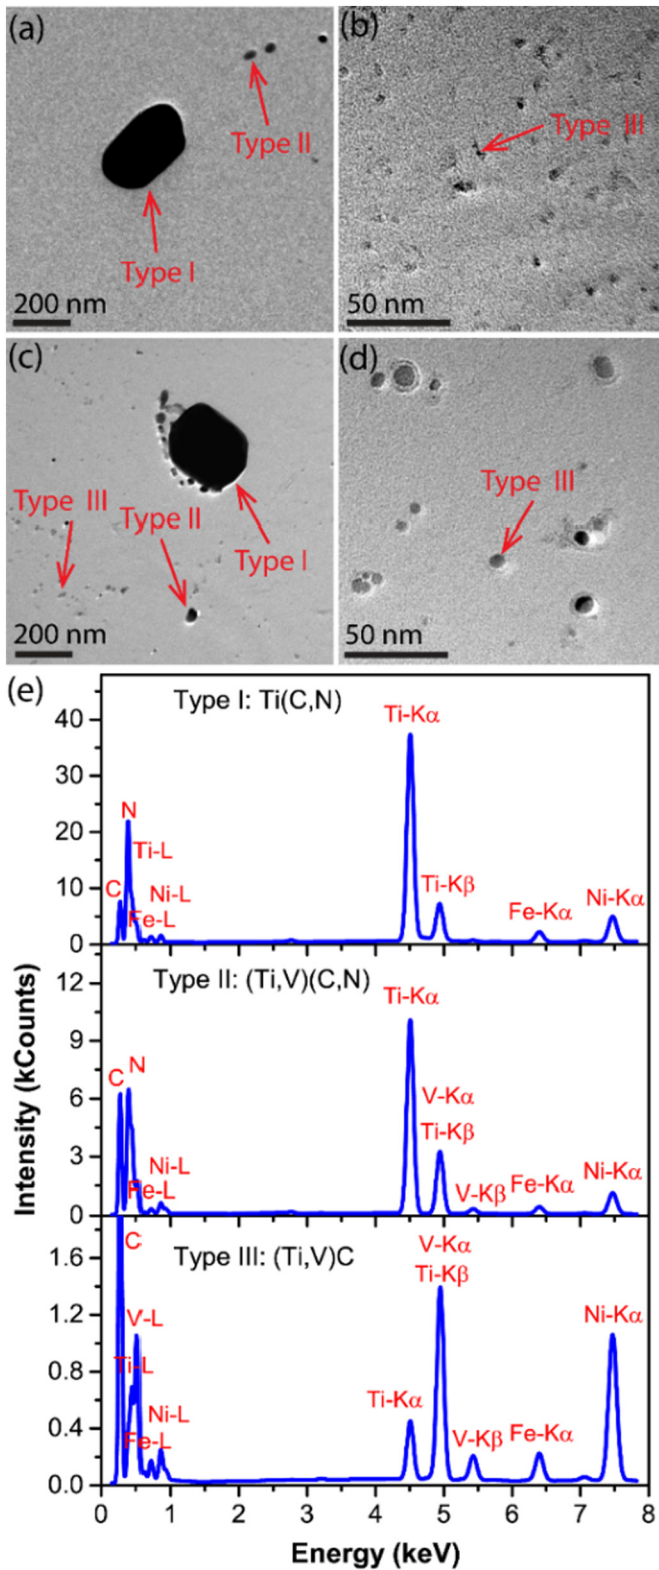 (a)
Type II
Type I
200 nm
(b)
Type III
50 nm
(c)
Type III
Type II
Type I
200 nm
(d)
Type III
50 nm
(e)
Type I: Ti(C,N)
Ti-Kα
N
Ti-L
C
Ni-L
Fe-L
Ti-Kβ
Fe-Kα
Ni-Kα
40
30
20
10
0
Type II: (Ti,V)(C,N)
Ti-Kα
C
N
V-Kα
Ti-Kβ
Ni-L
Fe-L
V-Kβ
Fe-Kα
Ni-Kα
12
9
6
3
0
Type III: (Ti,V)C
C
V-Kα
Ti-Kβ
V-L
Ti-L
Ni-L
Fe-L
Ti-Kα
V-Kβ
Fe-Kα
Ni-Kα
1.6
1.2
0.8
0.4
0.0
Intensity (kCounts)
0 1 2 3 4 5 6 7 8
Energy (keV)